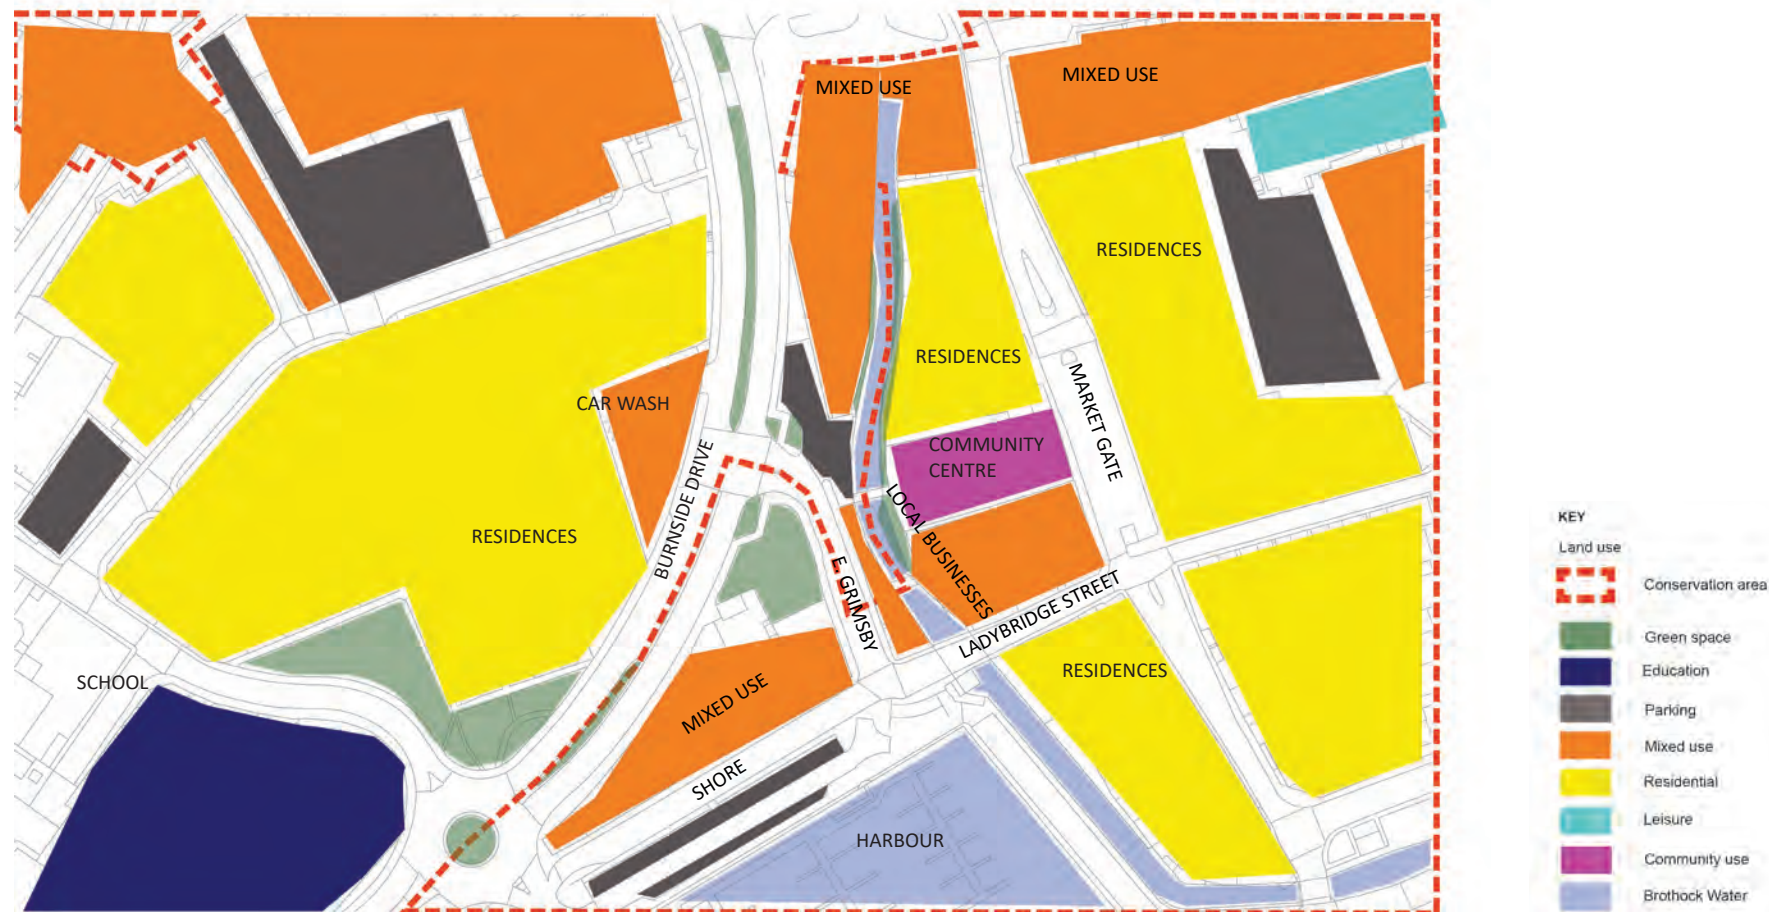 MIXED USE
MIXED USE
RESIDENCES
RESIDENCES
CAR WASH
MARKET GATE
COMMUNITY
CENTRE
BURNSIDE DRIVE
RESIDENCES
LOCAL BUSINESSES
E. GRIMSBY
LADYBRIDGE STREET
SCHOOL
MIXED USE
RESIDENCES
SHORE
HARBOUR
KEY
Land use
Conservation area
Green space
Education
Parking
Mixed use
Residential
Leisure
Community use
Brothock Water